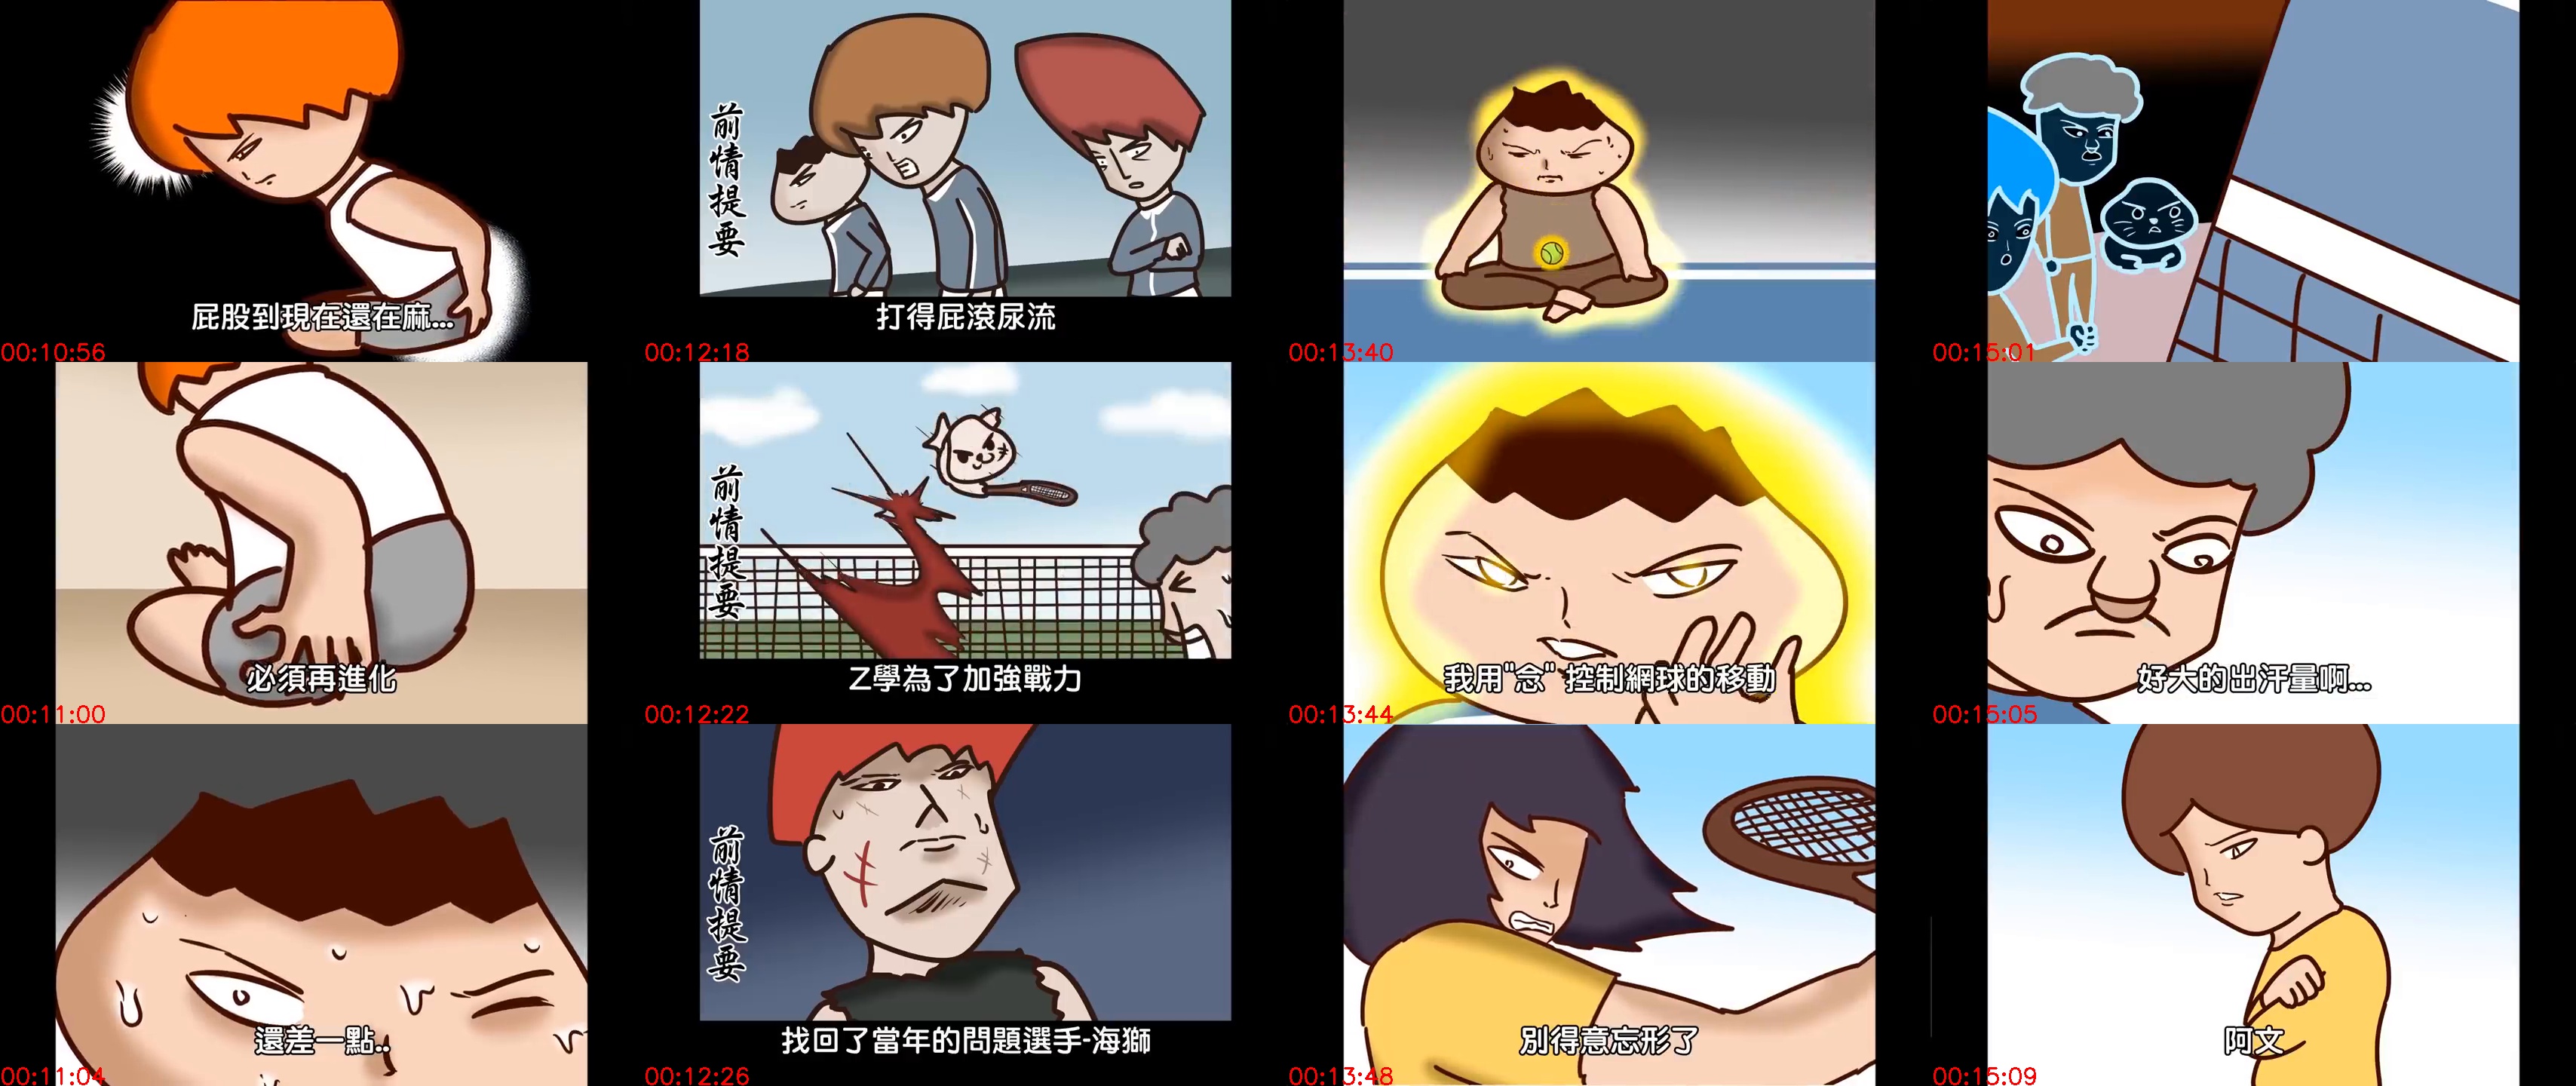 屁股到現在還在麻...
00:10:56
前情提要
打得屁滾尿流
00:12:18
00:13:40
00:15:01
必須再進化
00:11:00
前情提要
Z學為了加強戰力
00:12:22
我用"念"控制網球的移動
00:13:44
好大的出汗量啊...
00:15:05
還差一點..
00:11:04
前情提要
找回了當年的問題選手-海獅
00:12:26
別得意忘形了
00:13:48
阿文
00:15:09